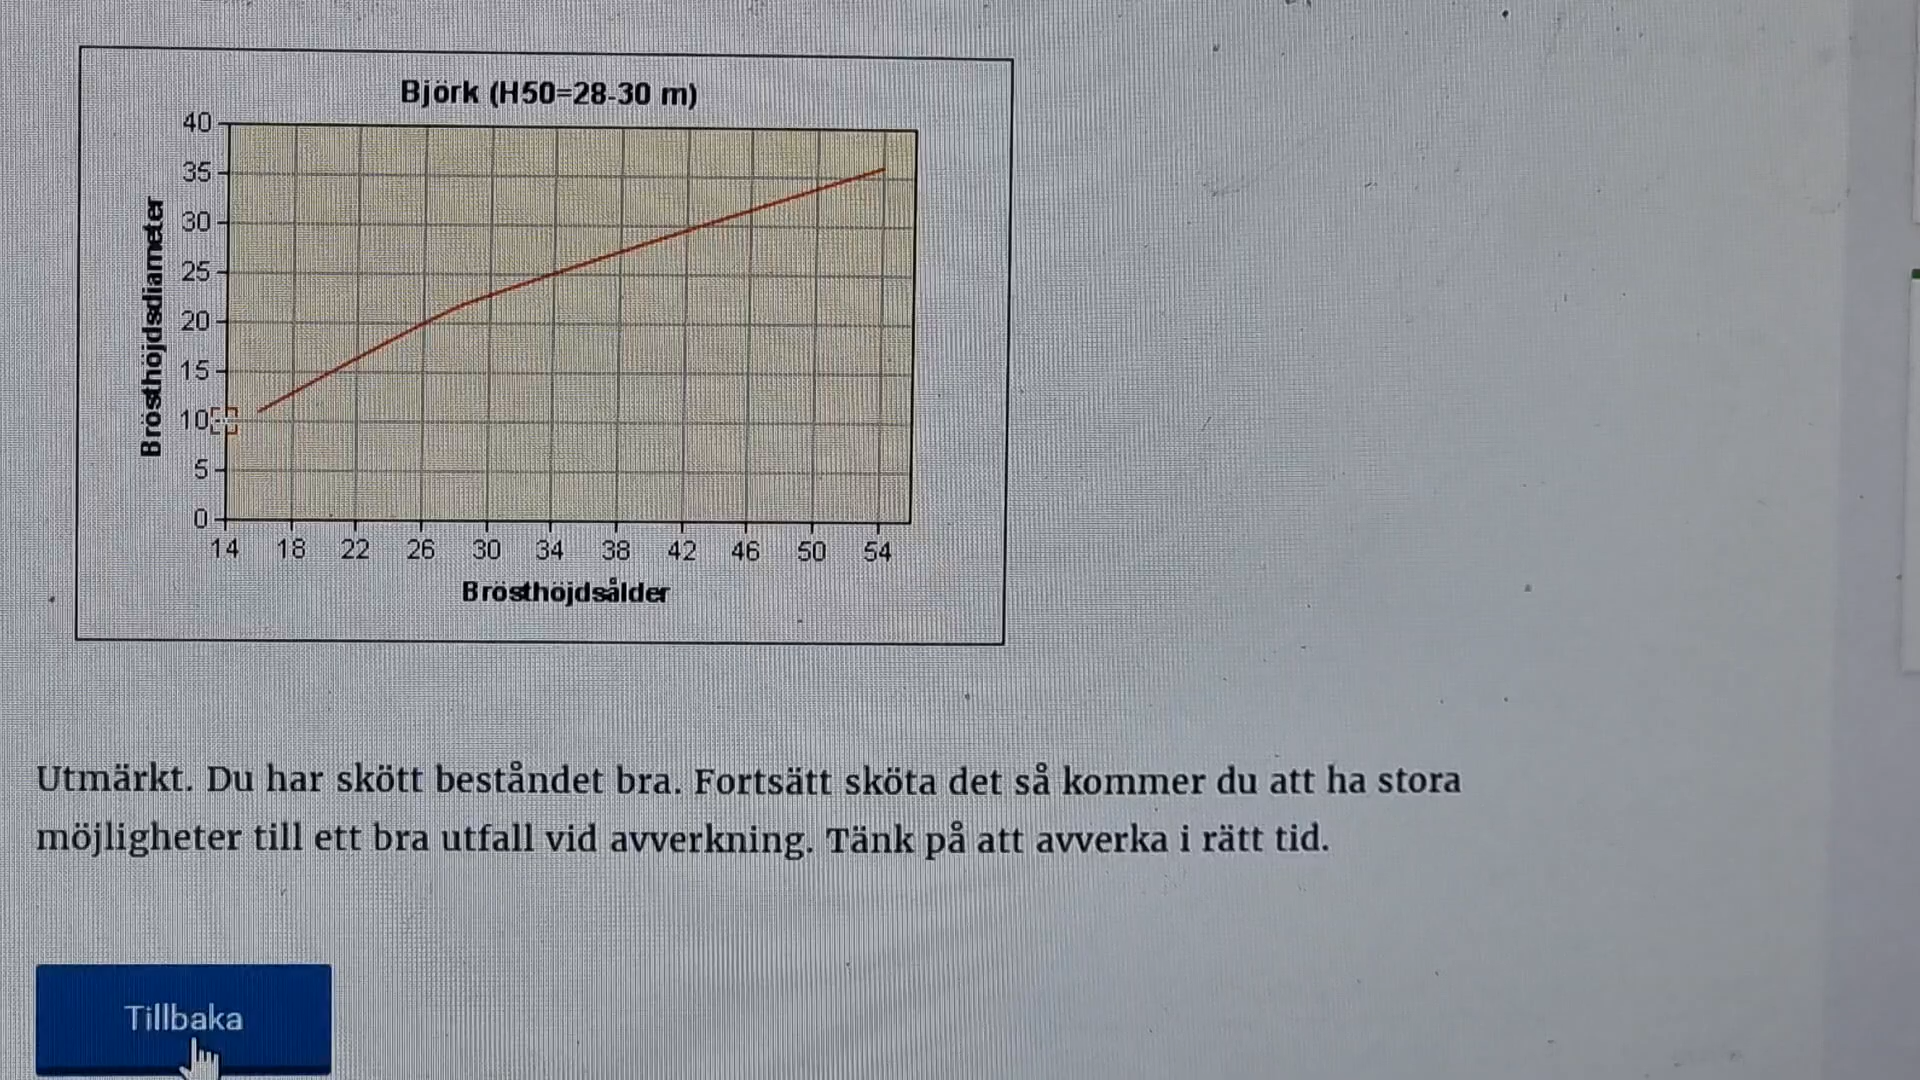 Björk (H50=28-30 m)
40
35
30
25
20
15
10
5
0
Brösthöjdsdiameter
14 18 22 26 30 34 38 42 46 50 54
Brösthöjdsålder
Utmärkt. Du har skött beståndet bra. Fortsätt sköta det så kommer du att ha stora
möjligheter till ett bra utfall vid avverkning. Tänk på att avverka i rätt tid.
Tillbaka